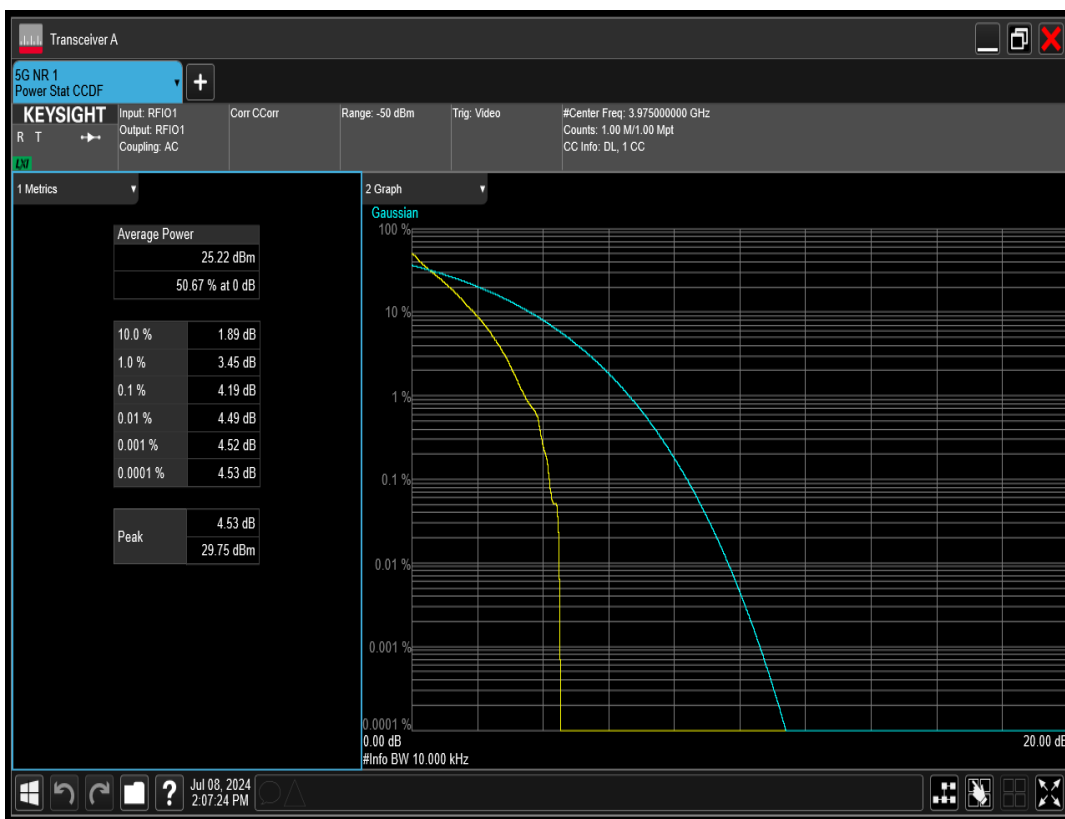 Transceiver A
5G NR 1
Power Stat CCDF
+
KEYSIGHT
R T
LXI
Input: RFIO1
Output: RFIO1
Coupling: AC
Corr CCorr
Range: -50 dBm
Trig: Video
#Center Freq: 3.975000000 GHz
Counts: 1.00 M/1.00 Mpt
CC Info: DL, 1 CC
1 Metrics
Average Power
25.22 dBm
50.67 % at 0 dB
10.0 % 1.89 dB
1.0 % 3.45 dB
0.1 % 4.19 dB
0.01 % 4.49 dB
0.001 % 4.52 dB
0.0001 % 4.53 dB
Peak 4.53 dB
29.75 dBm
2 Graph
Gaussian
100 %
10 %
1 %
0.1 %
0.01 %
0.001 %
0.0001 %
0.00 dB 20.00 dB
#Info BW 10.000 kHz
?
Jul 08, 2024
2:07:24 PM